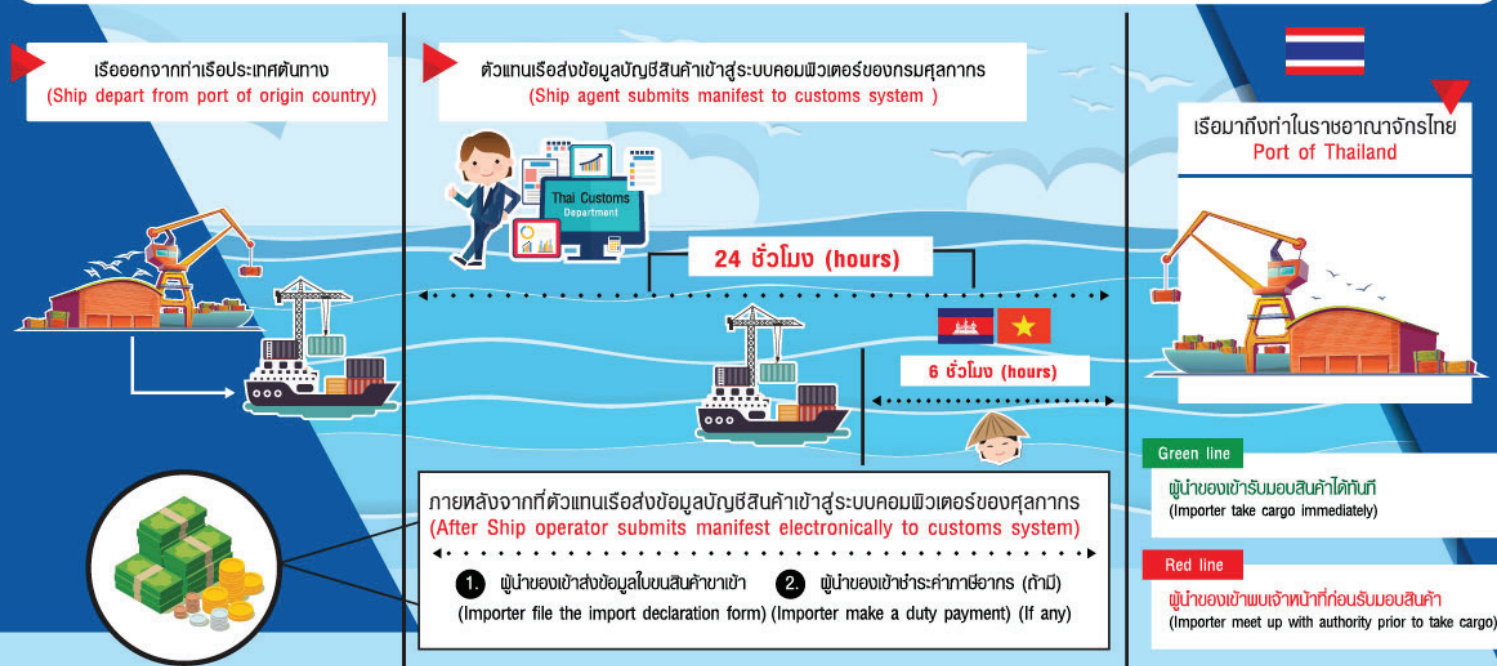 เรือออกจากท่าเรือประเทศต้นทาง
(Ship depart from port of origin country)
ตัวแทนเรือส่งข้อมูลบัญชีสินค้าเข้าสู่ระบบคอมพิวเตอร์ของกรมศุลกากร
(Ship agent submits manifest to customs system )
Thai Customs
Department
24 ชั่วโมง (hours)
6 ชั่วโมง (hours)
เรือมาถึงท่าในราชอาณาจักรไทย
Port of Thailand
ภายหลังจากที่ตัวแทนเรือส่งข้อมูลบัญชีสินค้าเข้าสู่ระบบคอมพิวเตอร์ของศุลกากร
(After Ship operator submits manifest electronically to customs system)
1. ผู้นำของเข้าส่งข้อมูลใบขนสินค้าขาเข้า
(Importer file the import declaration form)
2. ผู้นำของเข้าชำระค่าภาษีอากร (ถ้ามี)
(Importer make a duty payment) (If any)
Green line
ผู้นำของเข้ารับมอบสินค้าได้ทันที
(Importer take cargo immediately)
Red line
ผู้นำของเข้าพบเจ้าหน้าที่ก่อนรับมอบสินค้า
(Importer meet up with authority prior to take cargo)